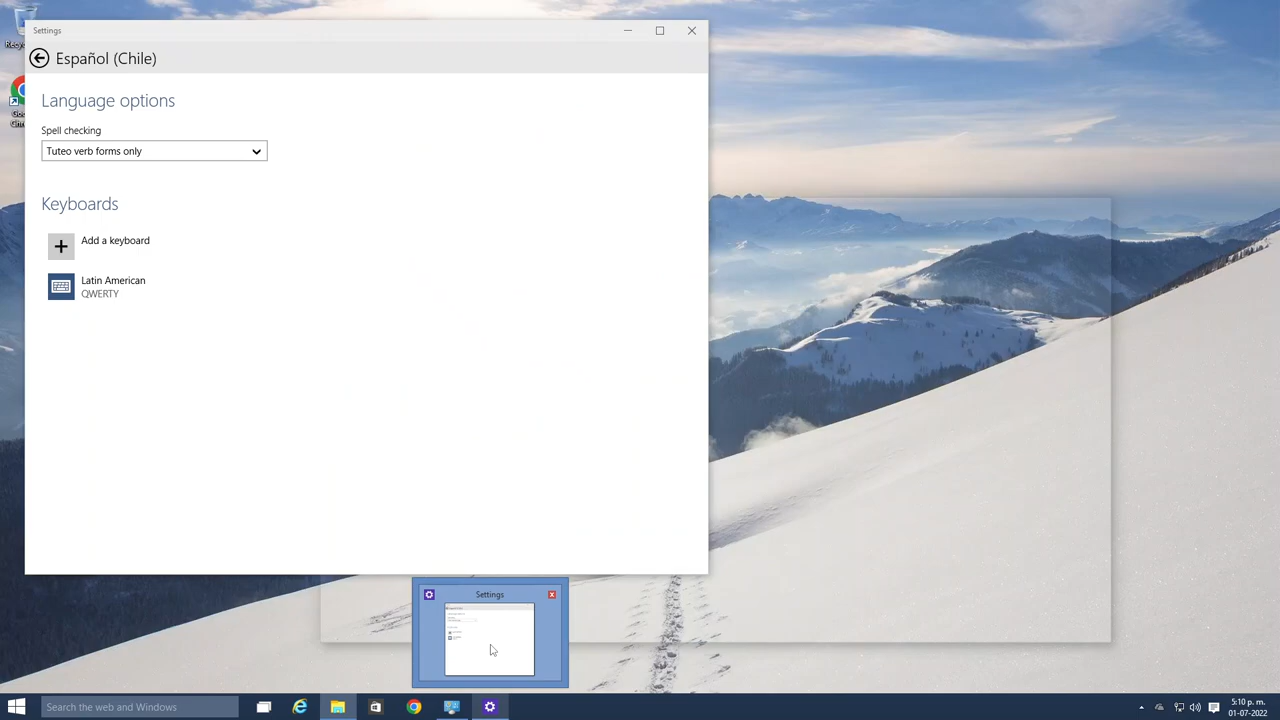 Settings
Español (Chile)
Language options
Spell checking
Tuteo verb forms only
Keyboards
Add a keyboard
Latin American
QWERTY
Settings
Search the web and Windows
5:10 p. m.
01-07-2022